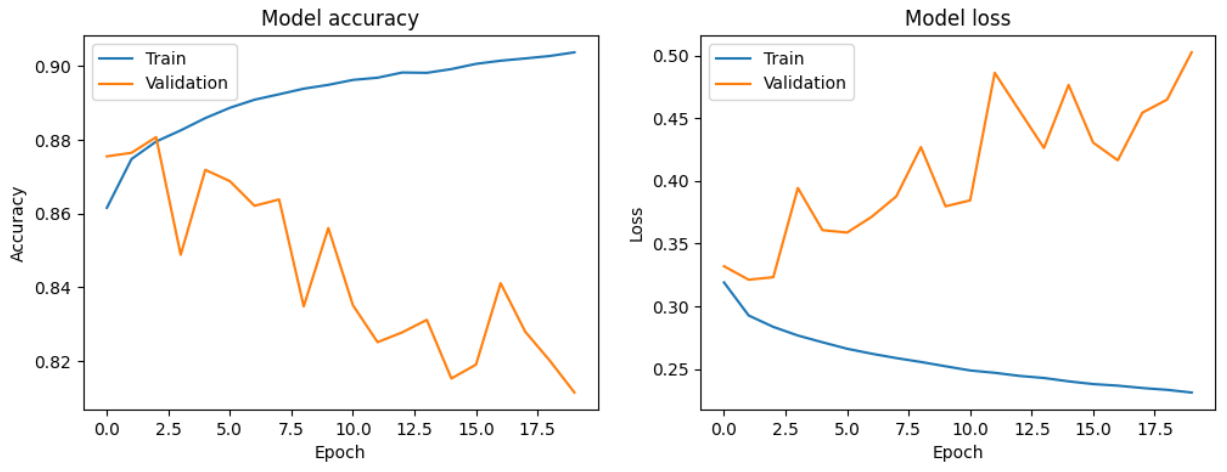 Model accuracy
Train
Validation
0.90
0.88
0.86
0.84
0.82
Accuracy
0.0 2.5 5.0 7.5 10.0 12.5 15.0 17.5
Epoch
Model loss
Train
Validation
0.50
0.45
0.40
0.35
0.30
0.25
Loss
0.0 2.5 5.0 7.5 10.0 12.5 15.0 17.5
Epoch